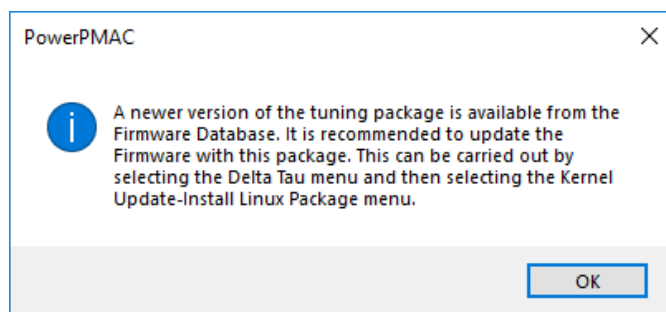 PowerPMAC
A newer version of the tuning package is available from the
Firmware Database. It is recommended to update the
Firmware with this package. This can be carried out by
selecting the Delta Tau menu and then selecting the Kernel
Update-Install Linux Package menu.
OK